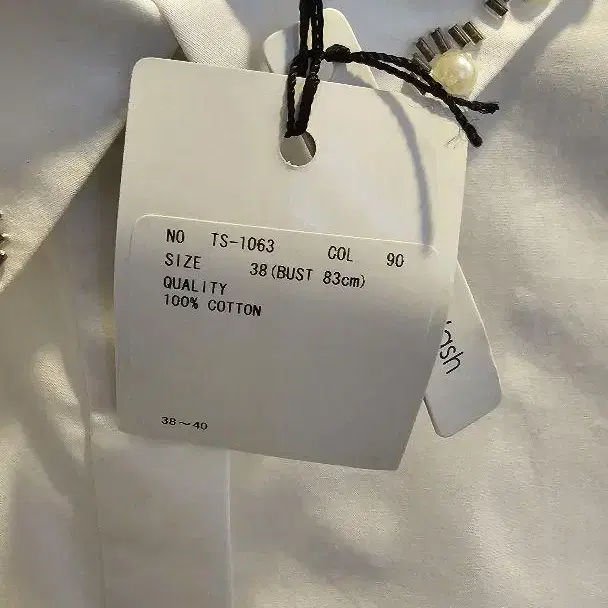 NO TS-1063 COL 90
SIZE 38(BUST 83cm)
QUALITY
100% COTTON
38～40